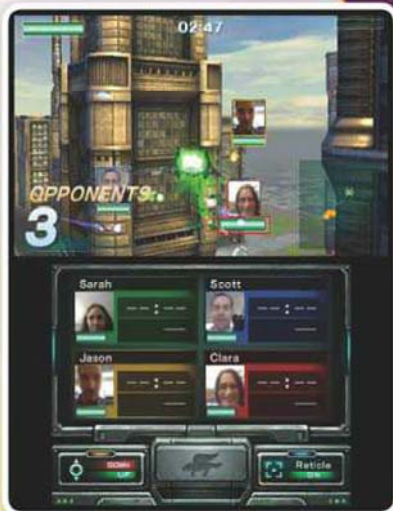 02:47
OPPONENTS
3
Sarah
Scott
-- : --
-- : --
Jason
Clara
-- : --
-- : --
DOWN
UP
Reticle
ON